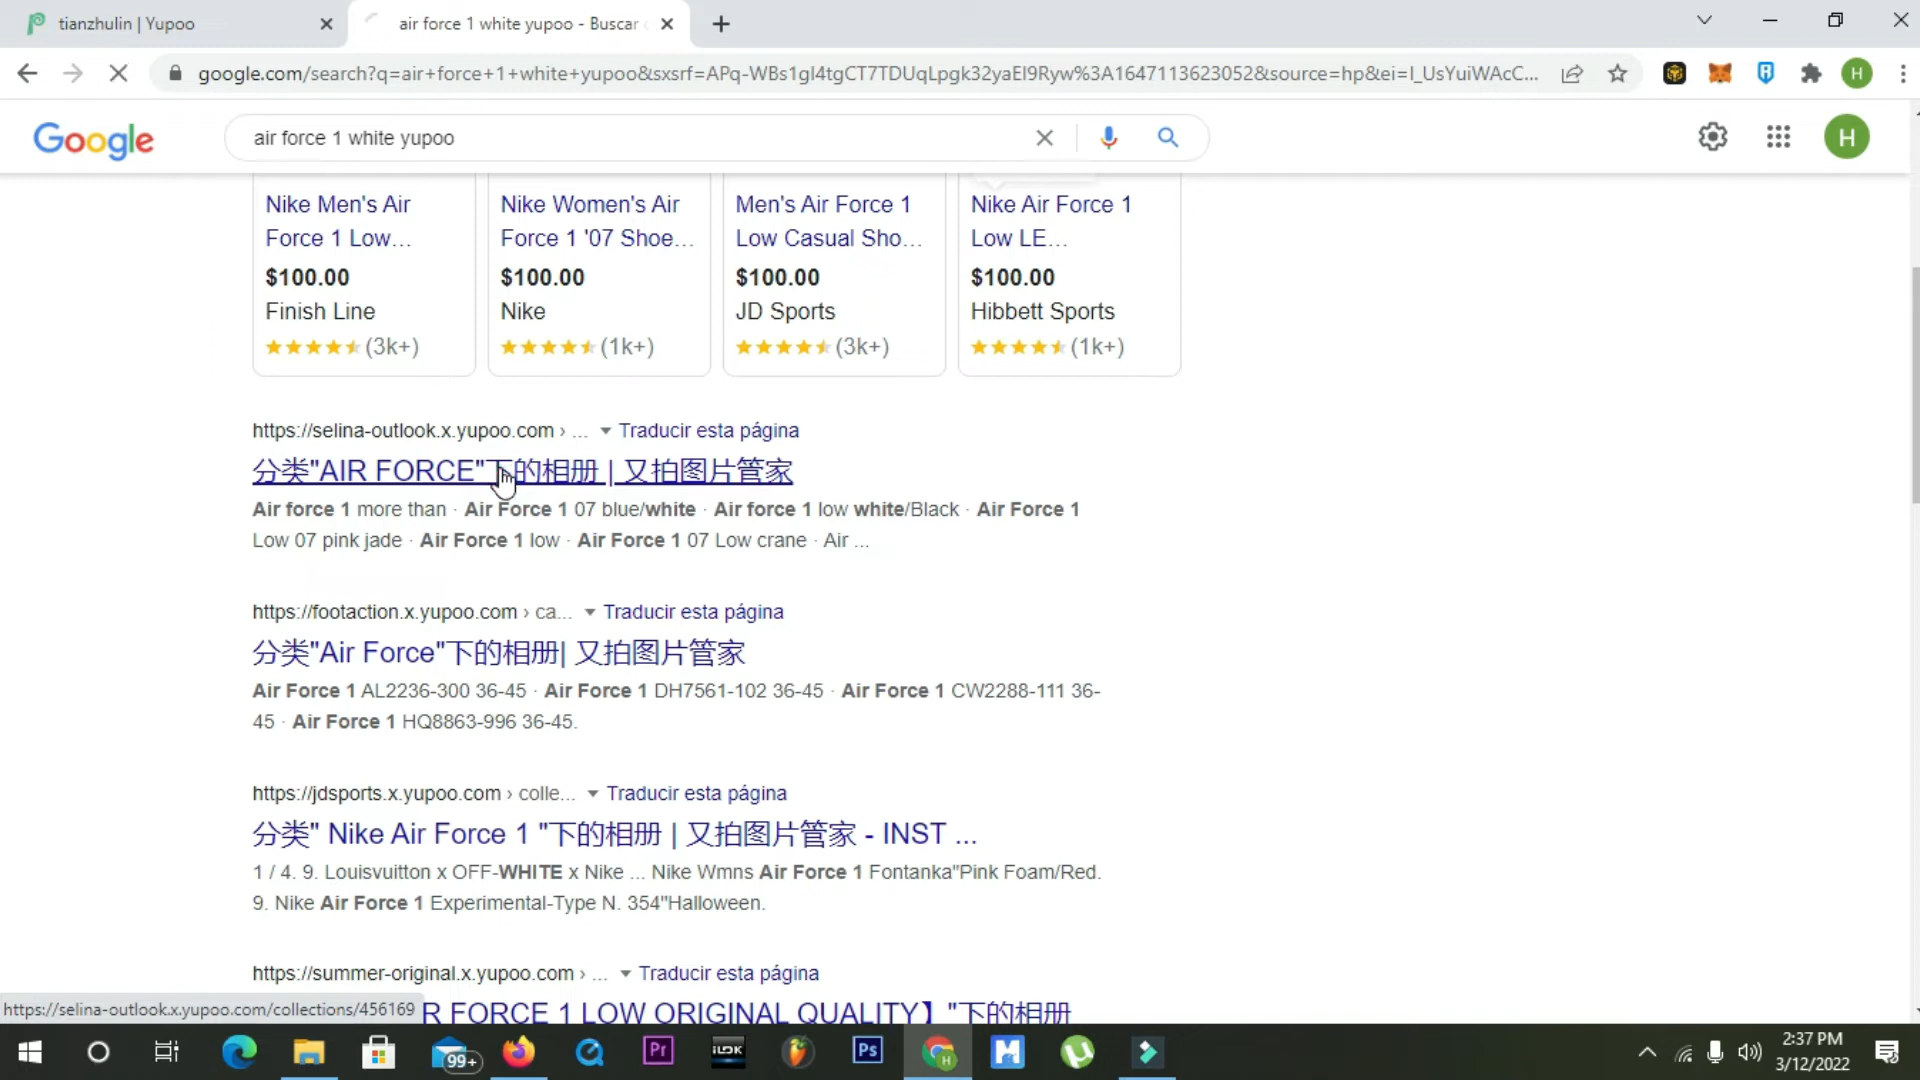 tianzhulin | Yupoo
air force 1 white yupoo - Buscar
google.com/search?q=air+force+1+white+yupoo&sxsrf=APq-WBs1gl4tgCT7TDUqLpgk32yaEI9Ryw%3A1647113623052&source=hp&ei=I_UsYuiWAcC...
H
Google
air force 1 white yupoo
H
Nike Men's Air Force 1 Low...
$100.00
Finish Line
(3k+)
Nike Women's Air Force 1 '07 Shoe...
$100.00
Nike
(1k+)
Men's Air Force 1 Low Casual Sho...
$100.00
JD Sports
(3k+)
Nike Air Force 1 Low LE...
$100.00
Hibbett Sports
(1k+)
https://selina-outlook.x.yupoo.com › ... Traducir esta página
分类"AIR FORCE"下的相册 | 又拍图片管家
Air force 1 more than · Air Force 1 07 blue/white · Air force 1 low white/Black · Air Force 1
Low 07 pink jade · Air Force 1 low · Air Force 1 07 Low crane · Air ...
https://footaction.x.yupoo.com › ca... Traducir esta página
分类"Air Force"下的相册| 又拍图片管家
Air Force 1 AL2236-300 36-45 · Air Force 1 DH7561-102 36-45 · Air Force 1 CW2288-111 36-
45 · Air Force 1 HQ8863-996 36-45.
https://jdsports.x.yupoo.com › colle... Traducir esta página
分类" Nike Air Force 1 "下的相册 | 又拍图片管家 - INST ...
1 / 4. 9. Louisvuitton x OFF-WHITE x Nike ... Nike Wmns Air Force 1 Fontanka"Pink Foam/Red.
9. Nike Air Force 1 Experimental-Type N. 354"Halloween.
https://summer-original.x.yupoo.com › ... Traducir esta página
R FORCE 1 LOW ORIGINAL QUALITY】"下的相册
https://selina-outlook.x.yupoo.com/collections/456169
99+
Pr
iLOK
Ps
H
2:37 PM
3/12/2022